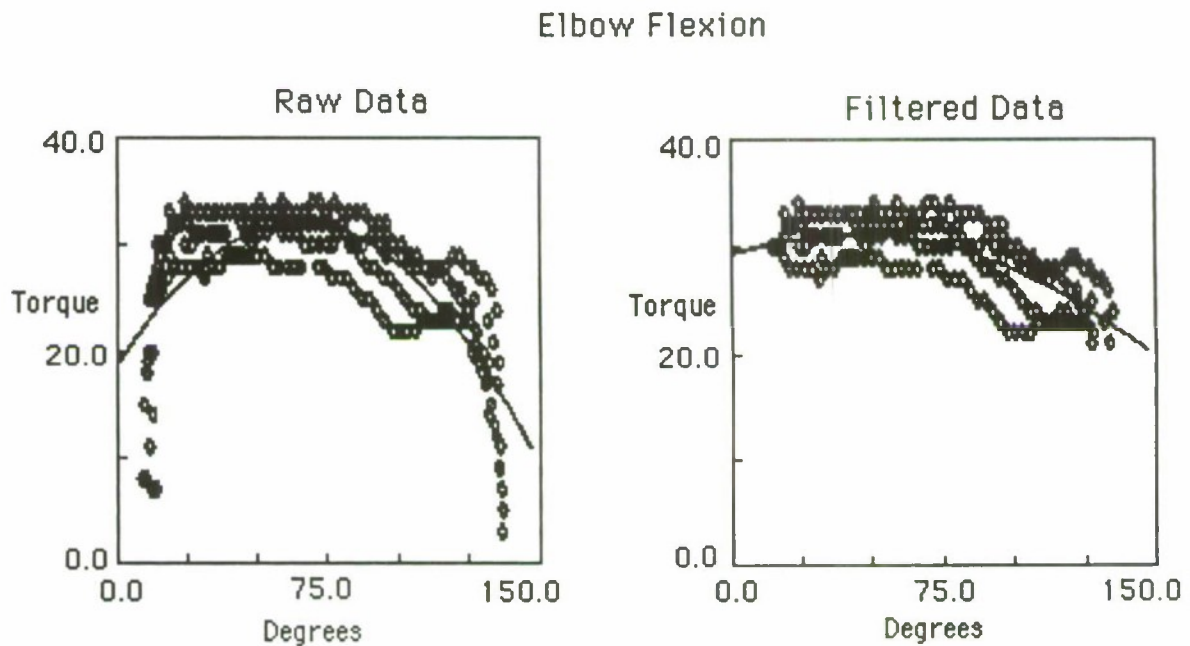 Elbow Flexion
Raw Data
40.0
Torque
20.0
0.0
0.0 75.0 150.0
Degrees
Filtered Data
40.0
Torque
20.0
0.0
0.0 75.0 150.0
Degrees